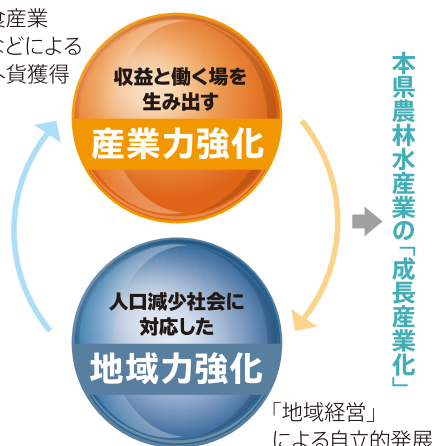 食産業
などによる
外貨獲得
収益と働く場を
生み出す
産業力強化
人口減少社会に
対応した
地域力強化
「地域経営」
による自立的発展
本県農林水産業の「成長産業化」